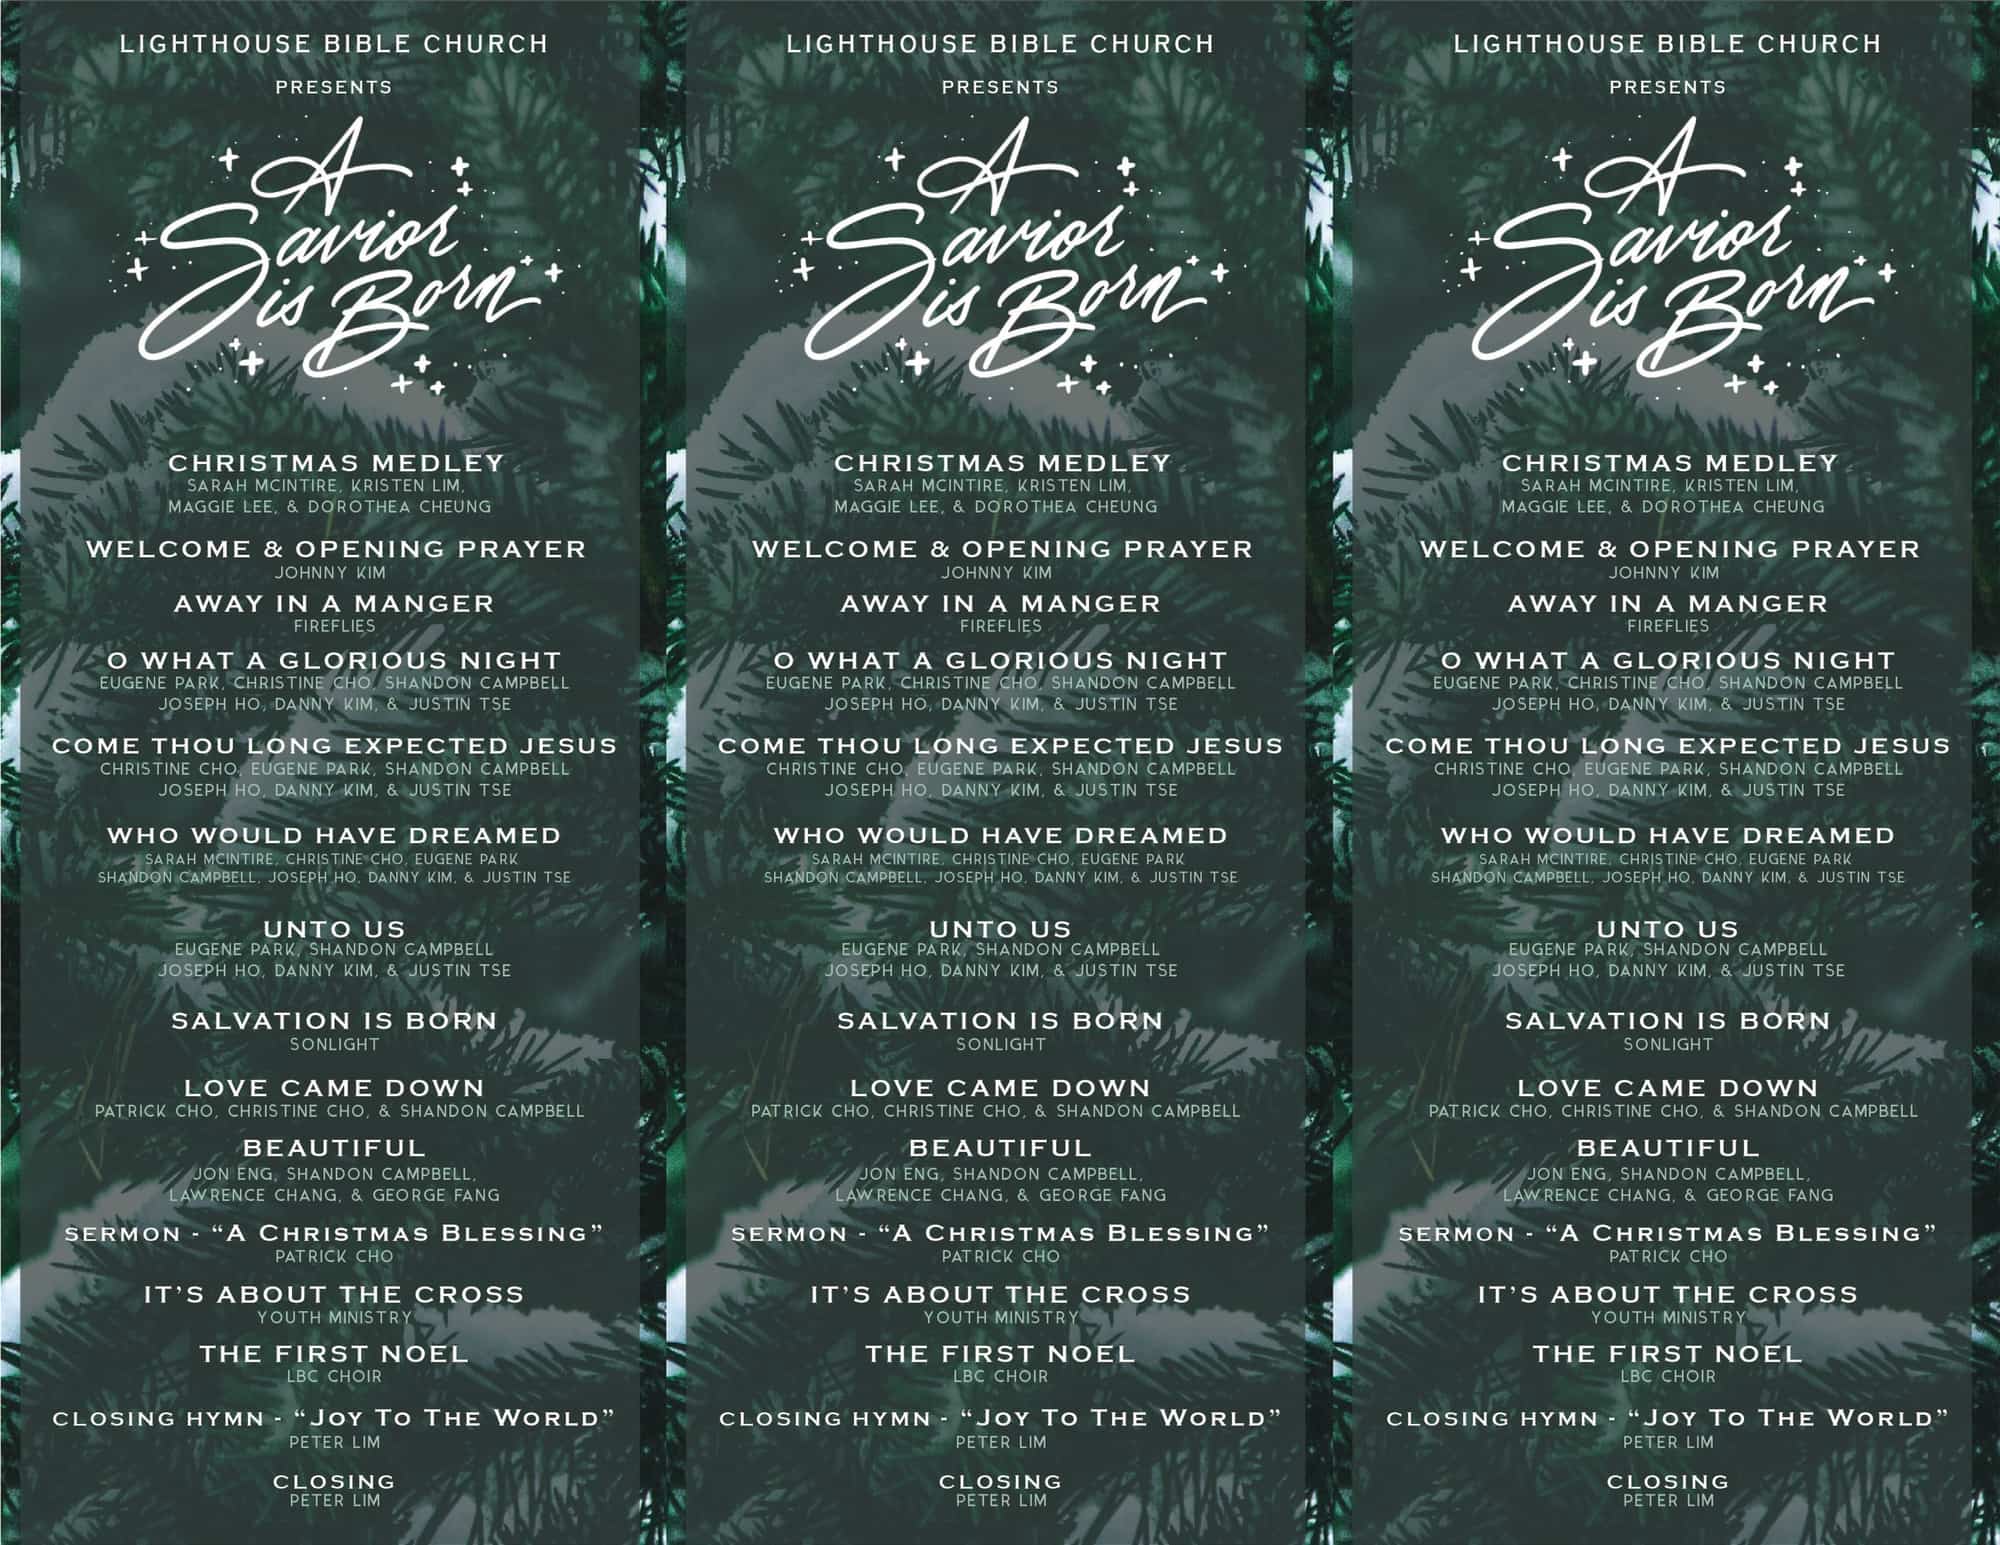 LIGHTHOUSE BIBLE CHURCH
PRESENTS
A
Savior
is Born
CHRISTMAS MEDLEY
SARAH MCINTIRE, KRISTEN LIM,
MAGGIE LEE, & DOROTHEA CHEUNG
WELCOME & OPENING PRAYER
JOHNNY KIM
AWAY IN A MANGER
FIREFLIES
O WHAT A GLORIOUS NIGHT
EUGENE PARK, CHRISTINE CHO, SHANDON CAMPBELL
JOSEPH HO, DANNY KIM, & JUSTIN TSE
COME THOU LONG EXPECTED JESUS
CHRISTINE CHO, EUGENE PARK, SHANDON CAMPBELL
JOSEPH HO, DANNY KIM, & JUSTIN TSE
WHO WOULD HAVE DREAMED
SARAH MCINTIRE, CHRISTINE CHO, EUGENE PARK
SHANDON CAMPBELL, JOSEPH HO, DANNY KIM, & JUSTIN TSE
UNTO US
EUGENE PARK, SHANDON CAMPBELL
JOSEPH HO, DANNY KIM, & JUSTIN TSE
SALVATION IS BORN
SONLIGHT
LOVE CAME DOWN
PATRICK CHO, CHRISTINE CHO, & SHANDON CAMPBELL
BEAUTIFUL
JON ENG, SHANDON CAMPBELL,
LAWRENCE CHANG, & GEORGE FANG
SERMON - “A CHRISTMAS BLESSING”
PATRICK CHO
IT’S ABOUT THE CROSS
YOUTH MINISTRY
THE FIRST NOEL
LBC CHOIR
CLOSING HYMN - “JOY TO THE WORLD”
PETER LIM
CLOSING
PETER LIM
LIGHTHOUSE BIBLE CHURCH
PRESENTS
A
Savior
is Born
CHRISTMAS MEDLEY
SARAH MCINTIRE, KRISTEN LIM,
MAGGIE LEE, & DOROTHEA CHEUNG
WELCOME & OPENING PRAYER
JOHNNY KIM
AWAY IN A MANGER
FIREFLIES
O WHAT A GLORIOUS NIGHT
EUGENE PARK, CHRISTINE CHO, SHANDON CAMPBELL
JOSEPH HO, DANNY KIM, & JUSTIN TSE
COME THOU LONG EXPECTED JESUS
CHRISTINE CHO, EUGENE PARK, SHANDON CAMPBELL
JOSEPH HO, DANNY KIM, & JUSTIN TSE
WHO WOULD HAVE DREAMED
SARAH MCINTIRE, CHRISTINE CHO, EUGENE PARK
SHANDON CAMPBELL, JOSEPH HO, DANNY KIM, & JUSTIN TSE
UNTO US
EUGENE PARK, SHANDON CAMPBELL
JOSEPH HO, DANNY KIM, & JUSTIN TSE
SALVATION IS BORN
SONLIGHT
LOVE CAME DOWN
PATRICK CHO, CHRISTINE CHO, & SHANDON CAMPBELL
BEAUTIFUL
JON ENG, SHANDON CAMPBELL,
LAWRENCE CHANG, & GEORGE FANG
SERMON - “A CHRISTMAS BLESSING”
PATRICK CHO
IT’S ABOUT THE CROSS
YOUTH MINISTRY
THE FIRST NOEL
LBC CHOIR
CLOSING HYMN - “JOY TO THE WORLD”
PETER LIM
CLOSING
PETER LIM
LIGHTHOUSE BIBLE CHURCH
PRESENTS
A
Savior
is Born
CHRISTMAS MEDLEY
SARAH MCINTIRE, KRISTEN LIM,
MAGGIE LEE, & DOROTHEA CHEUNG
WELCOME & OPENING PRAYER
JOHNNY KIM
AWAY IN A MANGER
FIREFLIES
O WHAT A GLORIOUS NIGHT
EUGENE PARK, CHRISTINE CHO, SHANDON CAMPBELL
JOSEPH HO, DANNY KIM, & JUSTIN TSE
COME THOU LONG EXPECTED JESUS
CHRISTINE CHO, EUGENE PARK, SHANDON CAMPBELL
JOSEPH HO, DANNY KIM, & JUSTIN TSE
WHO WOULD HAVE DREAMED
SARAH MCINTIRE, CHRISTINE CHO, EUGENE PARK
SHANDON CAMPBELL, JOSEPH HO, DANNY KIM, & JUSTIN TSE
UNTO US
EUGENE PARK, SHANDON CAMPBELL
JOSEPH HO, DANNY KIM, & JUSTIN TSE
SALVATION IS BORN
SONLIGHT
LOVE CAME DOWN
PATRICK CHO, CHRISTINE CHO, & SHANDON CAMPBELL
BEAUTIFUL
JON ENG, SHANDON CAMPBELL,
LAWRENCE CHANG, & GEORGE FANG
SERMON - “A CHRISTMAS BLESSING”
PATRICK CHO
IT’S ABOUT THE CROSS
YOUTH MINISTRY
THE FIRST NOEL
LBC CHOIR
CLOSING HYMN - “JOY TO THE WORLD”
PETER LIM
CLOSING
PETER LIM